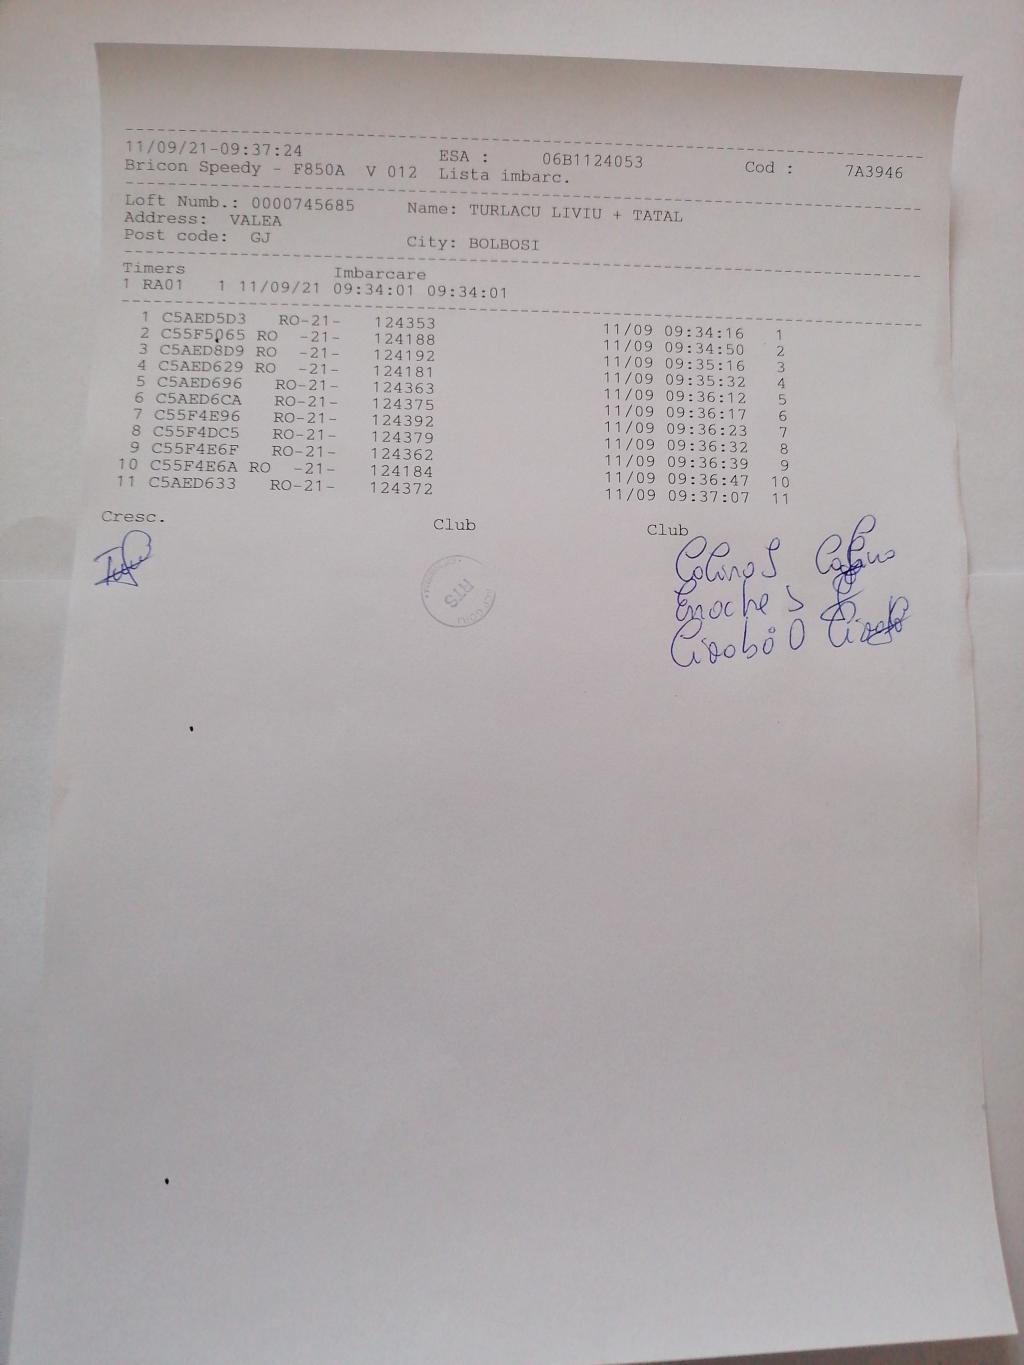 11/09/21-09:37:24 ESA : 06B1124053 Cod : 7A3946
Bricon Speedy - F850A V 012 Lista imbarc.
Loft Numb.: 0000745685 Name: TURLACU LIVIU + TATAL
Address: VALEA
Post code: GJ City: BOLBOSI
Timers Imbarcare
1 RA01 1 11/09/21 09:34:01 09:34:01
1 C5AED5D3 RO-21- 124353 11/09 09:34:16 1
2 C55F5065 RO -21- 124188 11/09 09:34:50 2
3 C5AED8D9 RO -21- 124192 11/09 09:35:16 3
4 C5AED629 RO -21- 124181 11/09 09:35:32 4
5 C5AED696 RO-21- 124363 11/09 09:36:12 5
6 C5AED6CA RO-21- 124375 11/09 09:36:17 6
7 C55F4E96 RO-21- 124392 11/09 09:36:23 7
8 C55F4DC5 RO-21- 124379 11/09 09:36:32 8
9 C55F4E6F RO-21- 124362 11/09 09:36:39 9
10 C55F4E6A RO -21- 124184 11/09 09:36:47 10
11 C5AED633 RO-21- 124372 11/09 09:37:07 11
Cresc. Club Club
RTS
Enache S